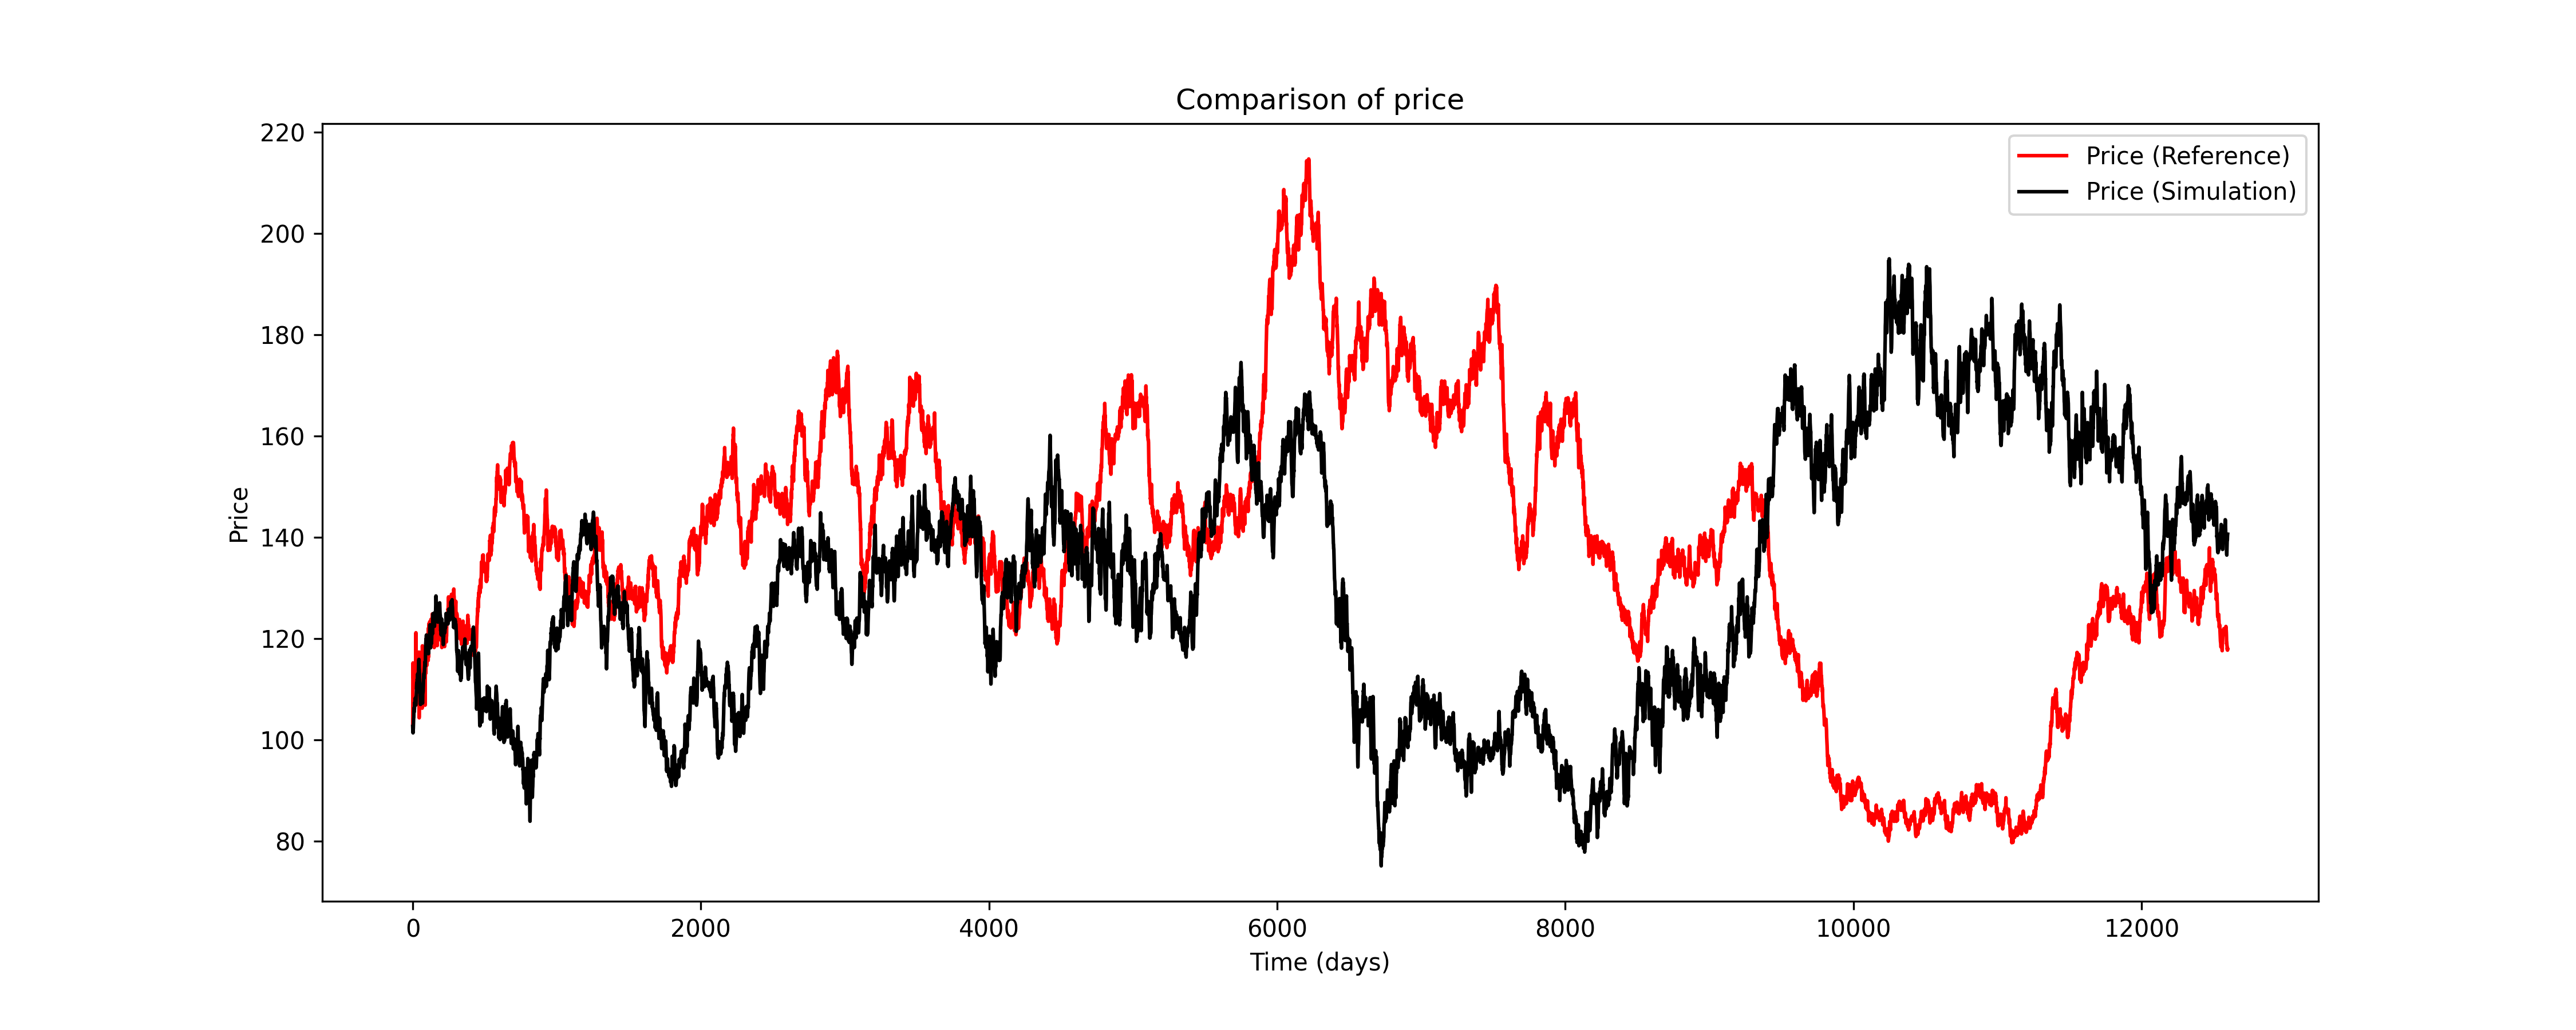 Comparison of price
Price (Reference)
Price (Simulation)
Price
220
200
180
160
140
120
100
80
0 2000 4000 6000 8000 10000 12000
Time (days)